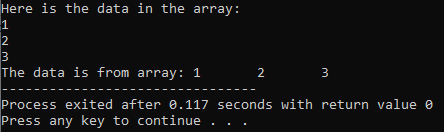 Here is the data in the array:
1
2
3
The data is from array: 1       2       3
--------------------------------
Process exited after 0.117 seconds with return value 0
Press any key to continue . . .